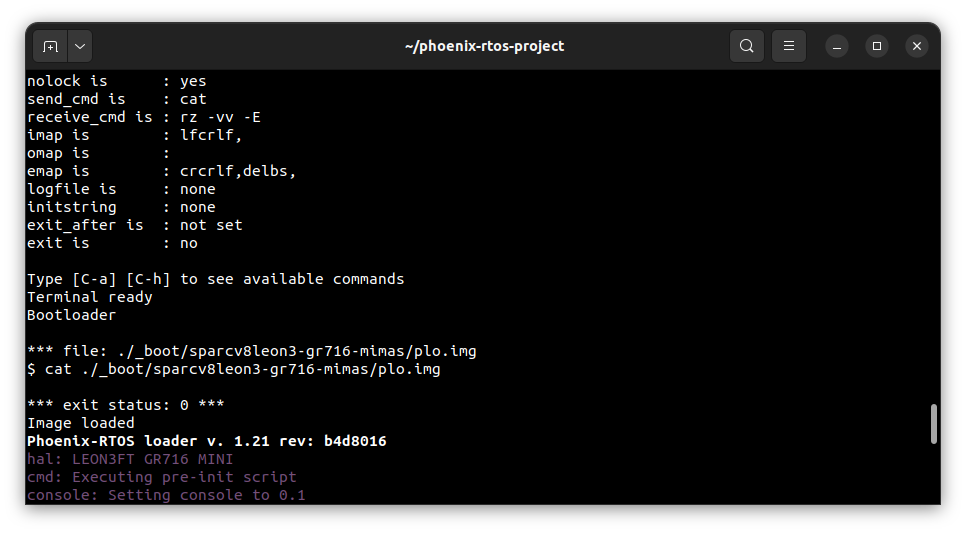 ~/phoenix-rtos-project
nolock is      : yes
send_cmd is    : cat
receive_cmd is : rz -vv -E
imap is        : lfcrlf,
omap is        :
emap is        : crcrlf,delbs,
logfile is     : none
initstring     : none
exit_after is  : not set
exit is        : no
Type [C-a] [C-h] to see available commands
Terminal ready
Bootloader
*** file: ./_boot/sparcv8leon3-gr716-mimas/plo.img
$ cat ./_boot/sparcv8leon3-gr716-mimas/plo.img
*** exit status: 0 ***
Image loaded
Phoenix-RTOS loader v. 1.21 rev: b4d8016
hal: LEON3FT GR716 MINI
cmd: Executing pre-init script
console: Setting console to 0.1